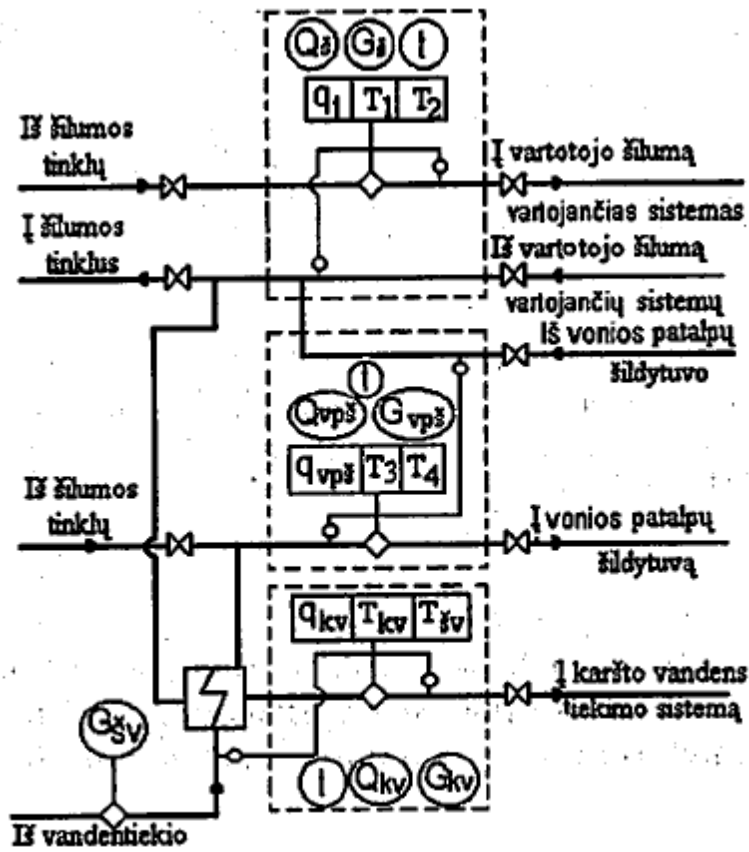 Qš Gš I
q1 T1 T2
Iš šilumos
tinklų
Į vartotojo šilumą
vartojančias sistemas
Į šilumos
tinklus
Iš vartotojo šilumą
vartojančių sistemų
Iš vonios patalpų
šildytuvo
I
Qvpš Gvpš
qvpš T3 T4
Iš šilumos
tinklų
Į vonios patalpų
šildytuvą
qkv Tkv Tšv
Į karšto vandens
tiekimo sistemą
GŠV
I Qkv Gkv
Iš vandentiekio